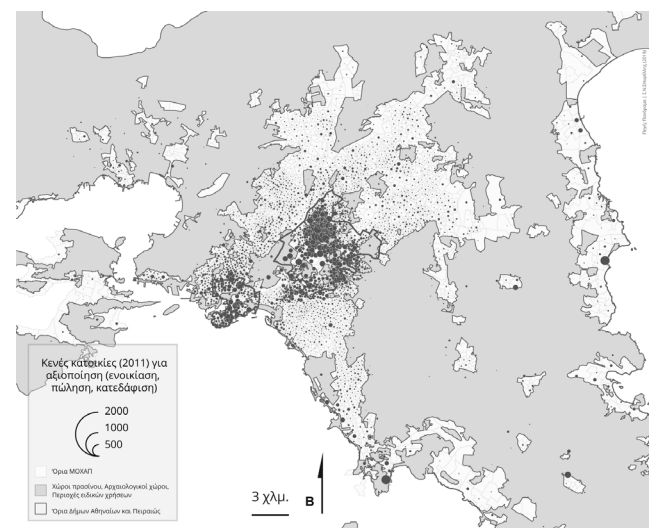 Κενές κατοικίες (2011) για
αξιοποίηση (ενοικίαση,
πώληση, κατεδάφιση)
2000
1000
500
Όρια ΜΟΧΑΠ
Χώροι πρασίνου, Αρχαιολογικοί χώροι,
Περιοχές ειδικών χρήσεων
Όρια Δήμων Αθηναίων και Πειραιώς
3 χλμ.
Β